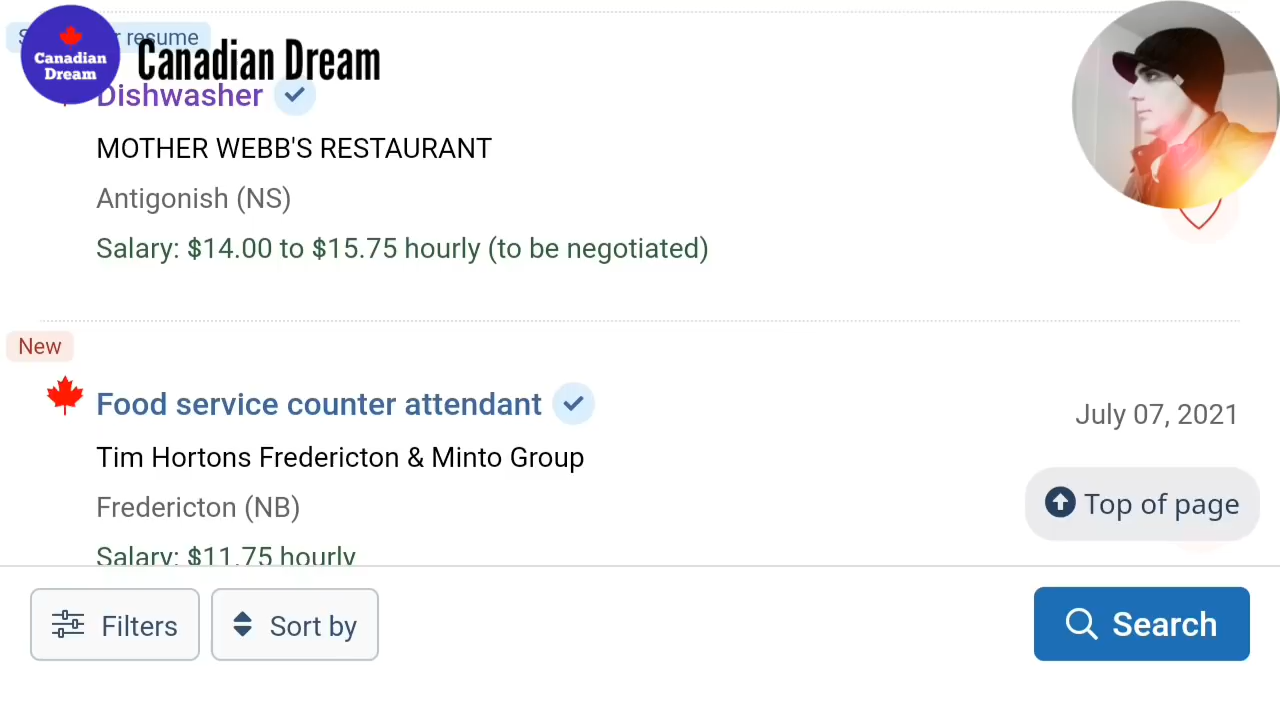 resume
Canadian
Dream
Canadian Dream
Dishwasher
MOTHER WEBB'S RESTAURANT
Antigonish (NS)
Salary: $14.00 to $15.75 hourly (to be negotiated)
New
Food service counter attendant
July 07, 2021
Tim Hortons Fredericton & Minto Group
Fredericton (NB)
Top of page
Salary: $11.75 hourly
Filters
Sort by
Search